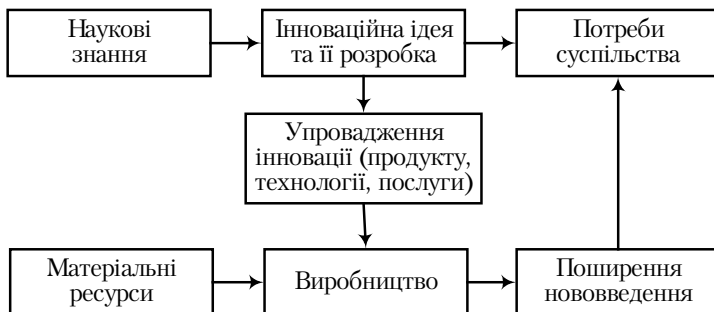 Наукові
знання
Інноваційна ідея
та її розробка
Потреби
суспільства
Упровадження
інновації (продукту,
технології, послуги)
Матеріальні
ресурси
Виробництво
Поширення
нововведення